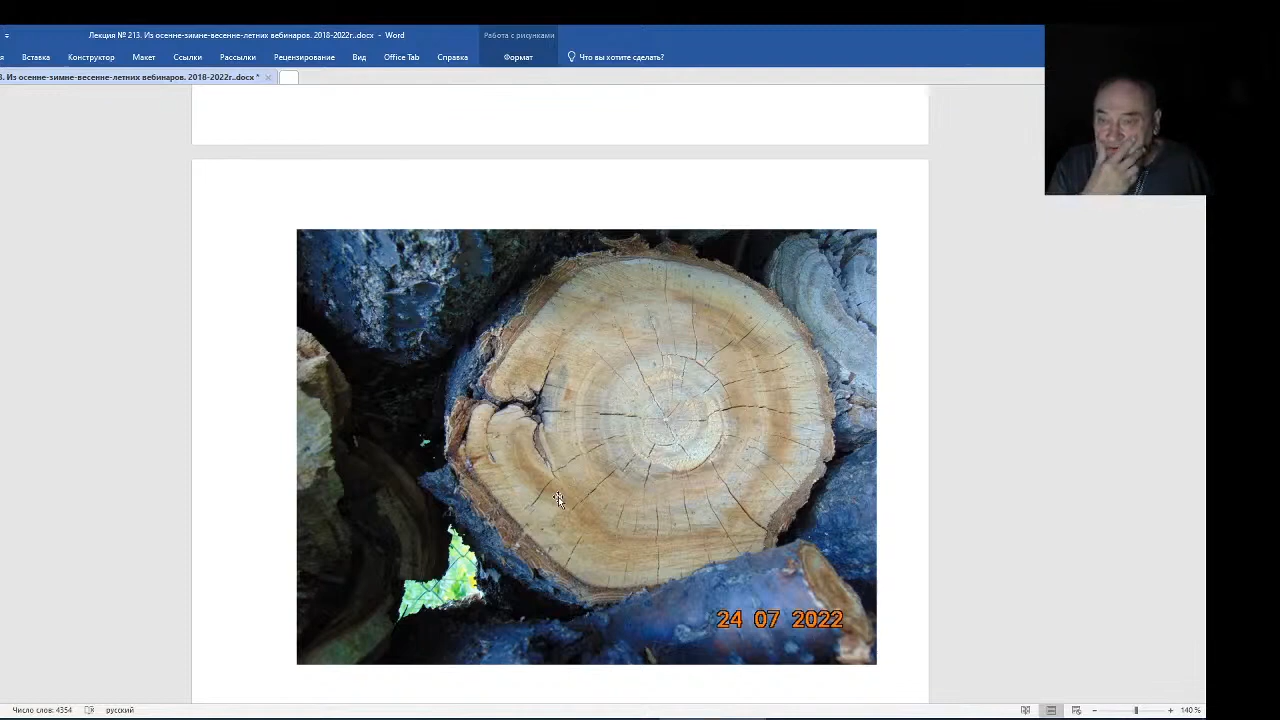 Лекция № 213. Из осенне-зимне-весенне-летних вебинаров. 2018-2022г..docx - Word
Работа с рисунками
я Вставка Конструктор Макет Ссылки Рассылки Рецензирование Вид Office Tab Справка Формат Что вы хотите сделать?
3. Из осенне-зимне-весенне-летних вебинаров. 2018-2022г..docx *
24 07 2022
Число слов: 4354 русский 140 %